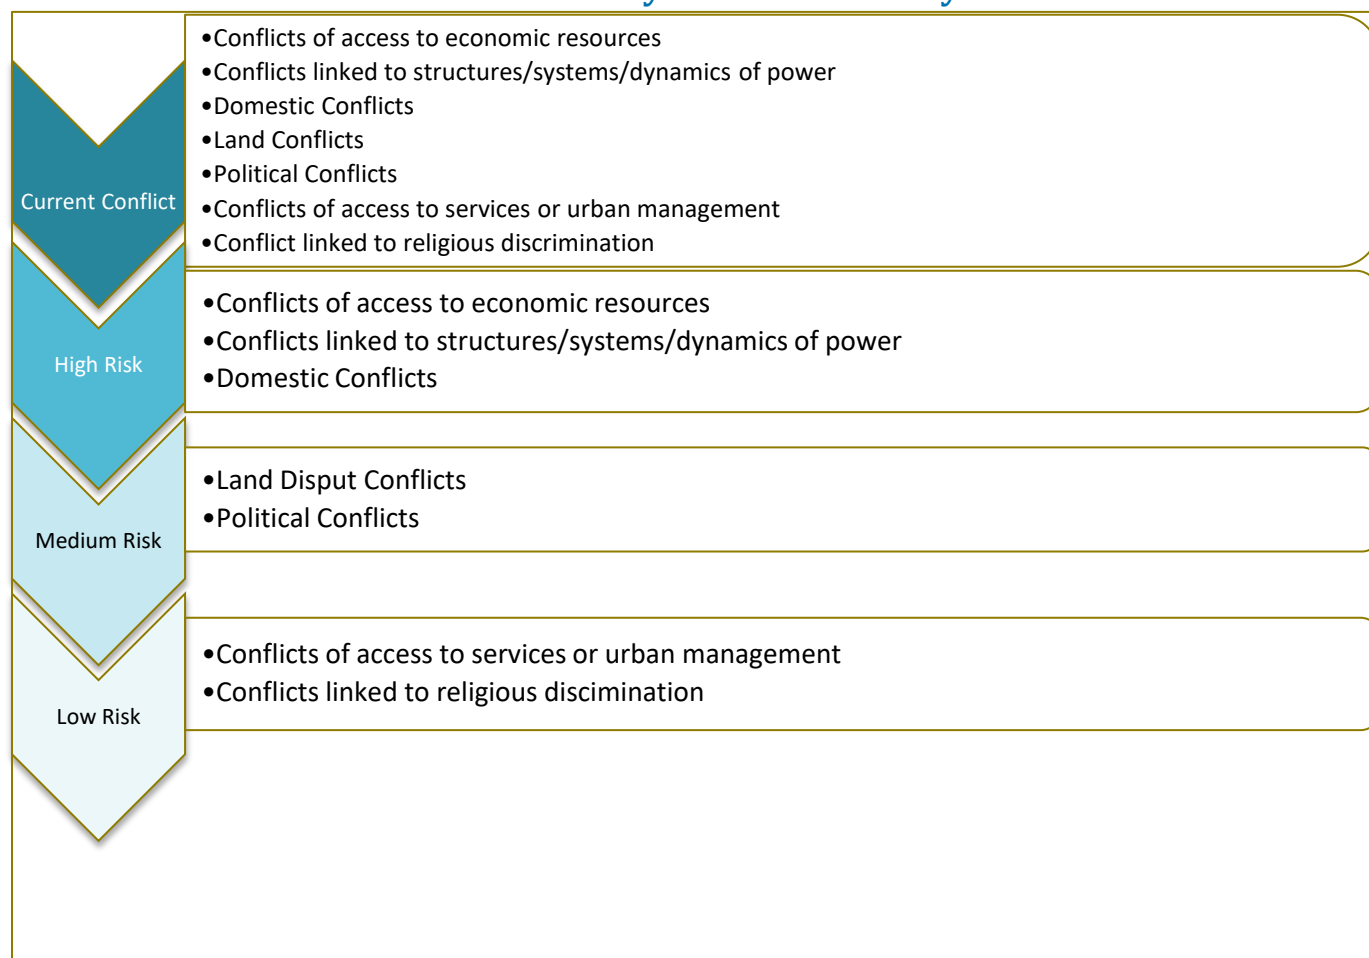 •Conflicts of access to economic resources
•Conflicts linked to structures/systems/dynamics of power
•Domestic Conflicts
•Land Conflicts
•Political Conflicts
•Conflicts of access to services or urban management
•Conflict linked to religious discrimination
Current Conflict
•Conflicts of access to economic resources
•Conflicts linked to structures/systems/dynamics of power
•Domestic Conflicts
High Risk
•Land Disput Conflicts
•Political Conflicts
Medium Risk
•Conflicts of access to services or urban management
•Conflicts linked to religious discimination
Low Risk